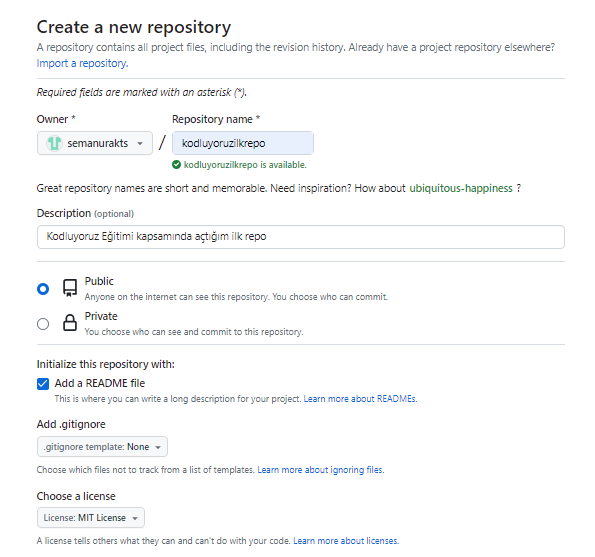 Create a new repository
A repository contains all project files, including the revision history. Already have a project repository elsewhere?
Import a repository.
Required fields are marked with an asterisk (*).
Owner * Repository name *
semanurakts / kodluyoruzilkrepo
kodluyoruzilkrepo is available.
Great repository names are short and memorable. Need inspiration? How about ubiquitous-happiness ?
Description (optional)
Kodluyoruz Eğitimi kapsamında açtığım ilk repo
Public
Anyone on the internet can see this repository. You choose who can commit.
Private
You choose who can see and commit to this repository.
Initialize this repository with:
Add a README file
This is where you can write a long description for your project. Learn more about READMEs.
Add .gitignore
.gitignore template: None
Choose which files not to track from a list of templates. Learn more about ignoring files.
Choose a license
License: MIT License
A license tells others what they can and can't do with your code. Learn more about licenses.